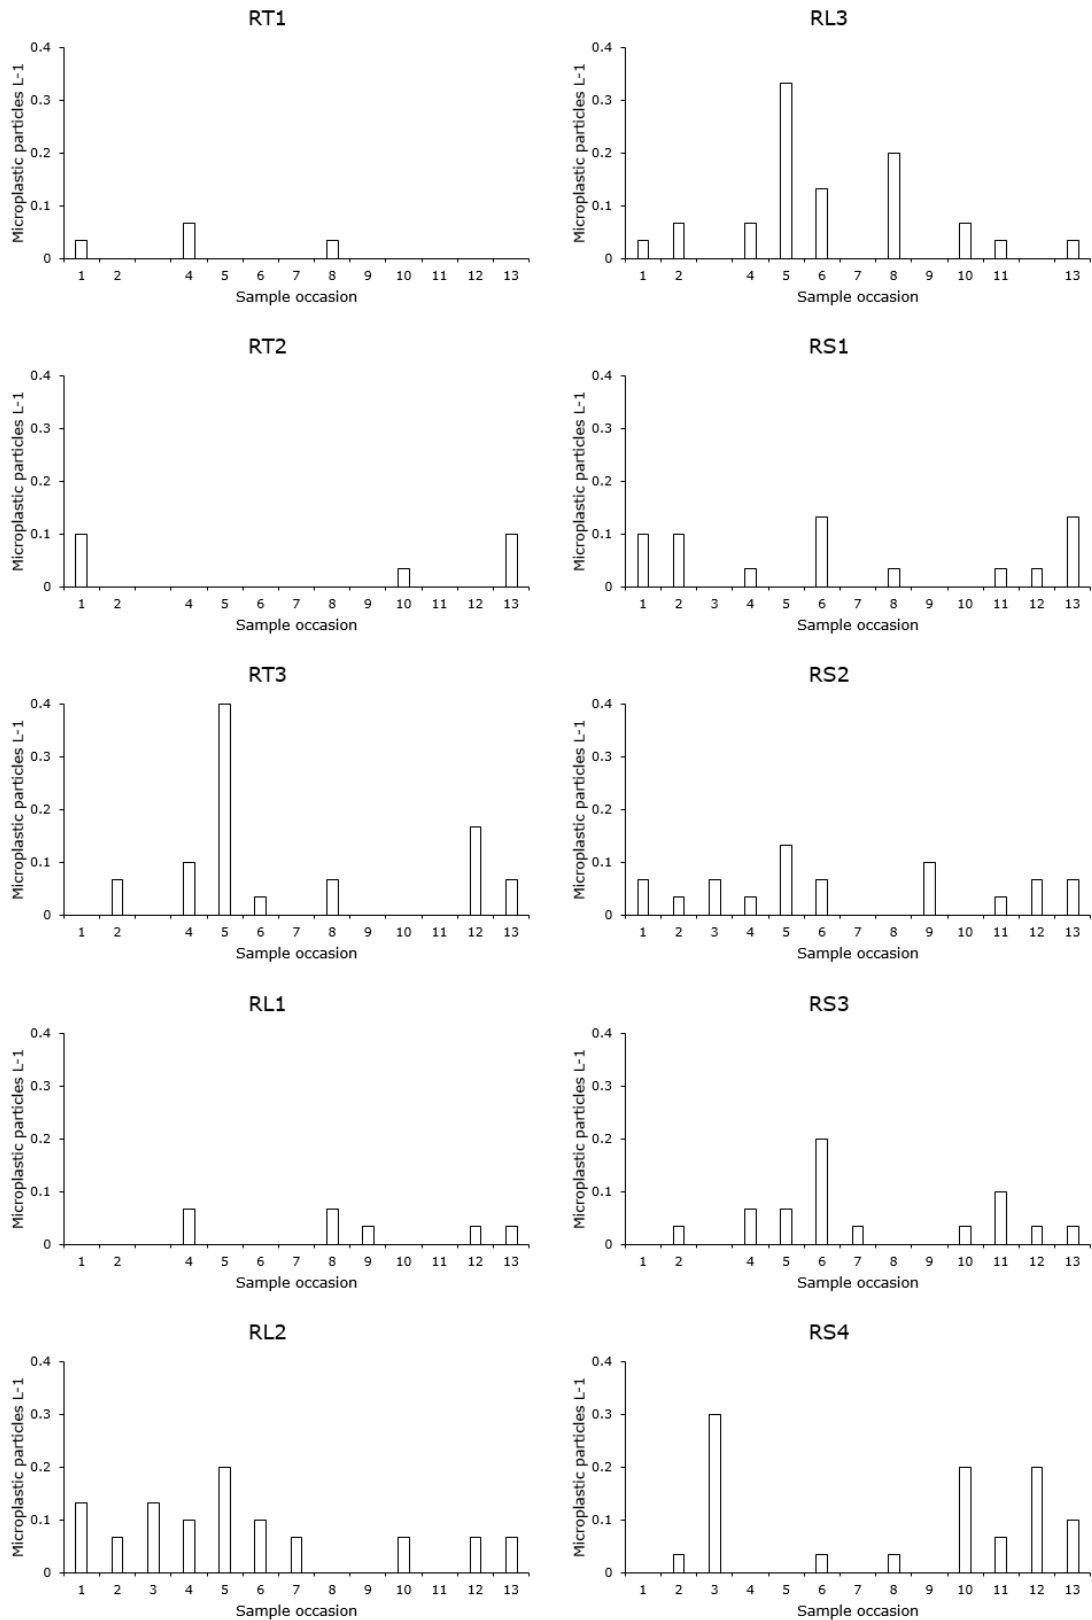 RT1
Microplastic particles L-1
0.4
0.3
0.2
0.1
0
1 2 4 5 6 7 8 9 10 11 12 13
Sample occasion
RT2
Microplastic particles L-1
0.4
0.3
0.2
0.1
0
1 2 4 5 6 7 8 9 10 11 12 13
Sample occasion
RT3
Microplastic particles L-1
0.4
0.3
0.2
0.1
0
1 2 4 5 6 7 8 9 10 11 12 13
Sample occasion
RL1
Microplastic particles L-1
0.4
0.3
0.2
0.1
0
1 2 4 5 6 7 8 9 10 11 12 13
Sample occasion
RL2
Microplastic particles L-1
0.4
0.3
0.2
0.1
0
1 2 3 4 5 6 7 8 9 10 11 12 13
Sample occasion
RL3
Microplastic particles L-1
0.4
0.3
0.2
0.1
0
1 2 4 5 6 7 8 9 10 11 13
Sample occasion
RS1
Microplastic particles L-1
0.4
0.3
0.2
0.1
0
1 2 3 4 5 6 7 8 9 10 11 12 13
Sample occasion
RS2
Microplastic particles L-1
0.4
0.3
0.2
0.1
0
1 2 3 4 5 6 7 8 9 10 11 12 13
Sample occasion
RS3
Microplastic particles L-1
0.4
0.3
0.2
0.1
0
1 2 3 4 5 6 7 8 9 10 11 12 13
Sample occasion
RS4
Microplastic particles L-1
0.4
0.3
0.2
0.1
0
1 2 3 4 5 6 7 8 9 10 11 12 13
Sample occasion